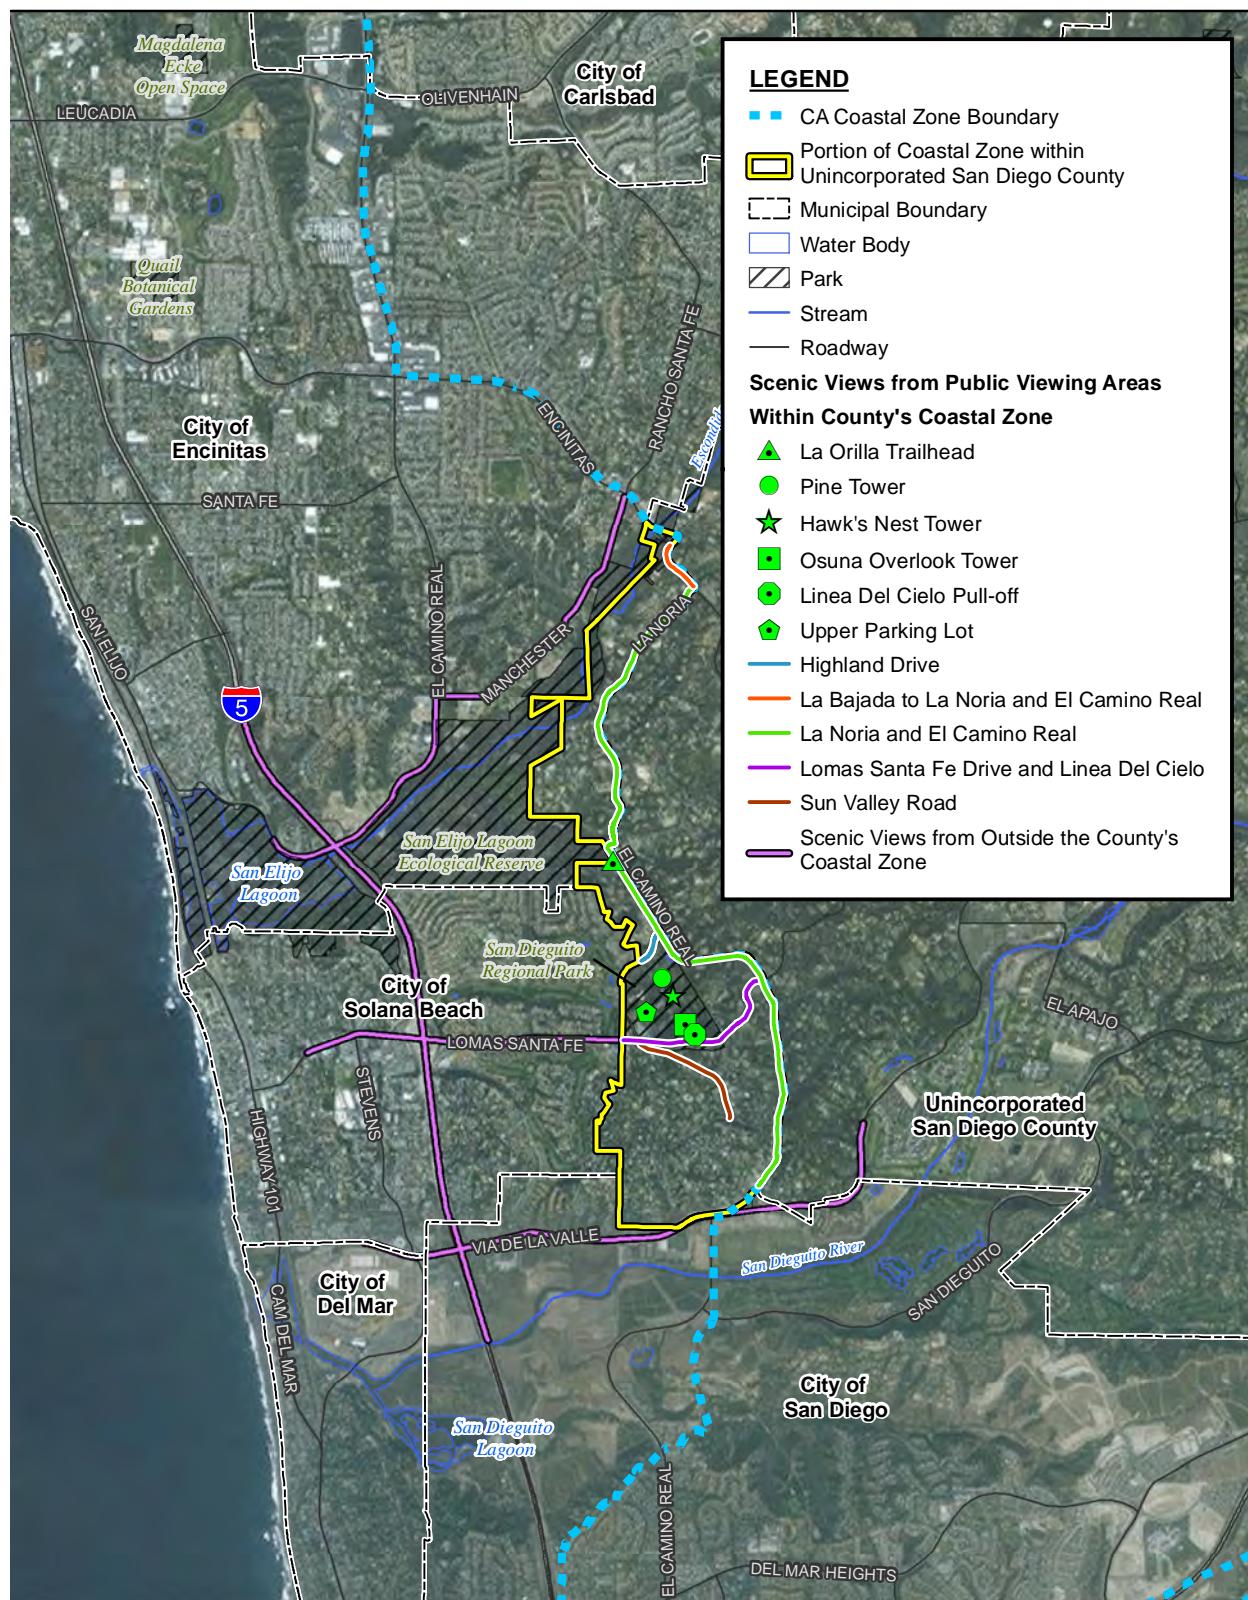 Magdalena
Ecke
Open Space
City of
Carlsbad
LEUCADIA
OLIVENHAIN
LEGEND
CA Coastal Zone Boundary
Portion of Coastal Zone within
Unincorporated San Diego County
Municipal Boundary
Water Body
Park
Stream
Roadway
Scenic Views from Public Viewing Areas
Within County's Coastal Zone
La Orilla Trailhead
Pine Tower
Hawk's Nest Tower
Osuna Overlook Tower
Linea Del Cielo Pull-off
Upper Parking Lot
Highland Drive
La Bajada to La Noria and El Camino Real
La Noria and El Camino Real
Lomas Santa Fe Drive and Linea Del Cielo
Sun Valley Road
Scenic Views from Outside the County's
Coastal Zone
Quail
Botanical
Gardens
RANCHO SANTA FE
City of
Encinitas
ENCINITAS
Escondid
SANTA FE
SAN ELIJO
EL CAMINO REAL
MANCHESTER
LA NORIA
5
San Elijo Lagoon
Ecological Reserve
San Elijo
Lagoon
EL CAMINO REAL
San Dieguito
Regional Park
City of
Solana Beach
LOMAS SANTA FE
EL APAJO
STEVENS
HIGHWAY 101
Unincorporated
San Diego County
VIA DE LA VALLE
San Dieguito River
SAN DIEGUITO
City of
Del Mar
CAM DEL MAR
City of
San Diego
San Dieguito
Lagoon
EL CAMINO REAL
DEL MAR HEIGHTS